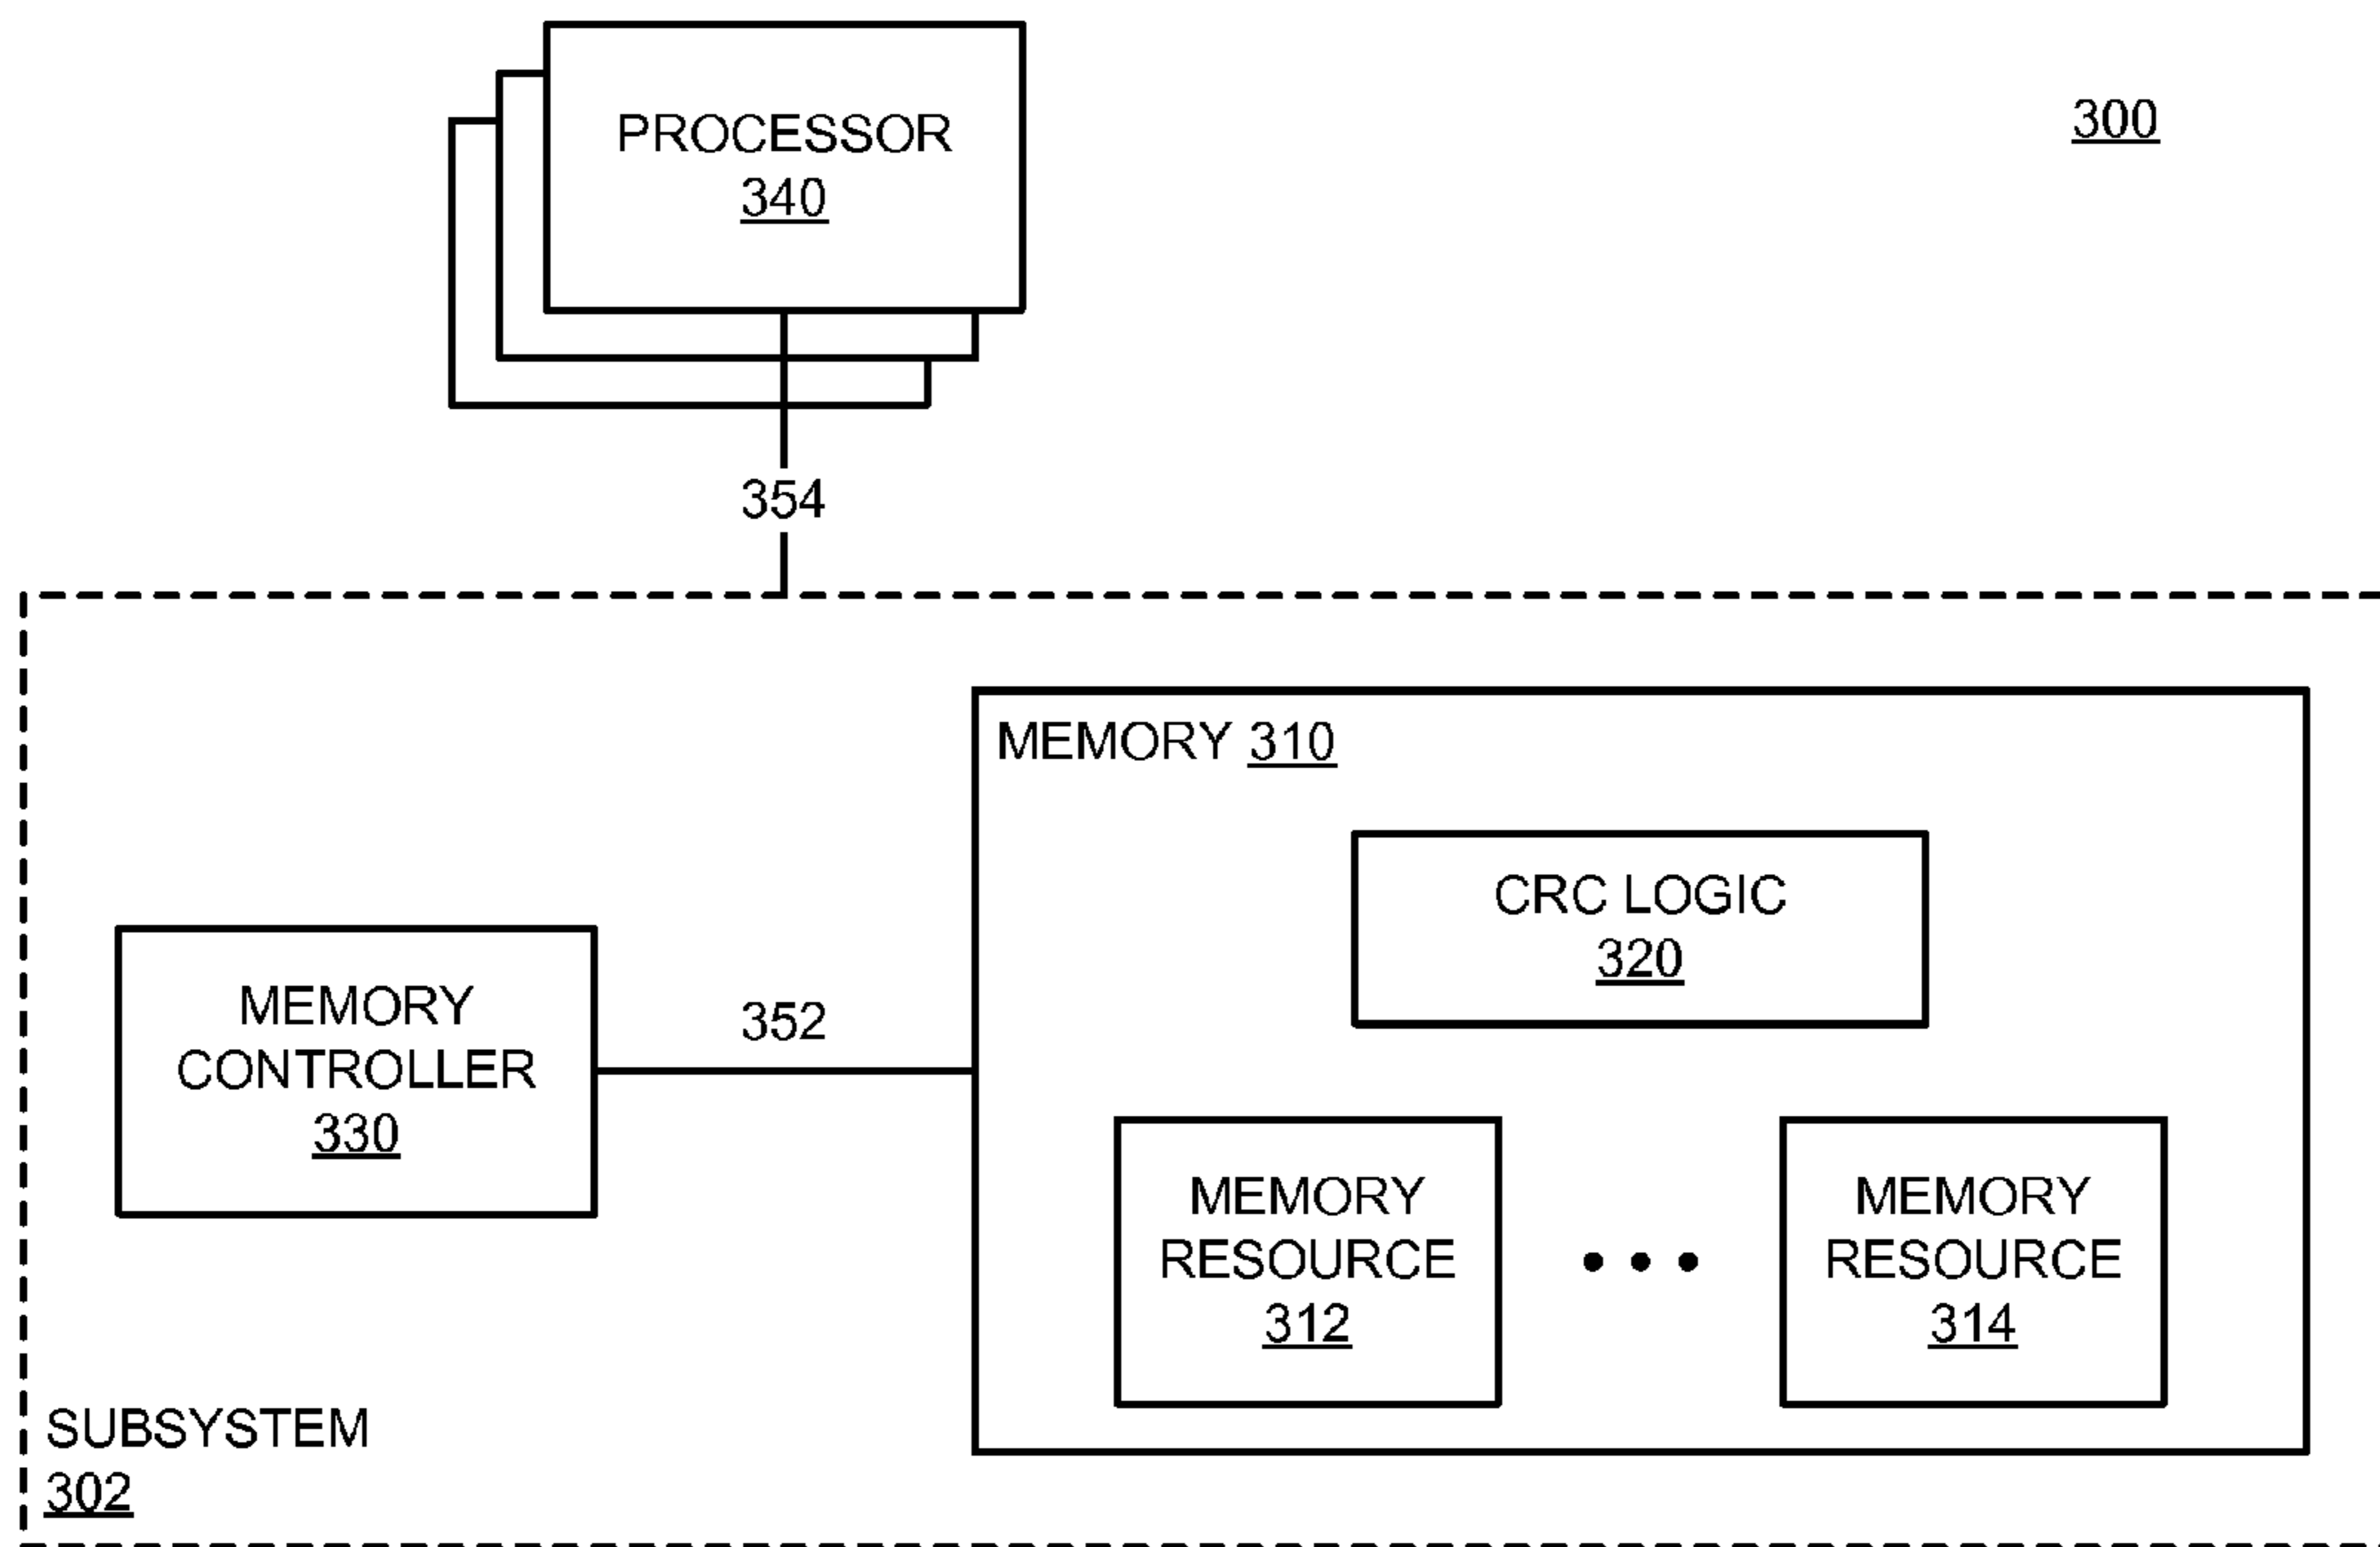 PROCESSOR
340
300
354
MEMORY 310
CRC LOGIC
320
MEMORY
CONTROLLER
330
352
MEMORY
RESOURCE
312
MEMORY
RESOURCE
314
SUBSYSTEM
302